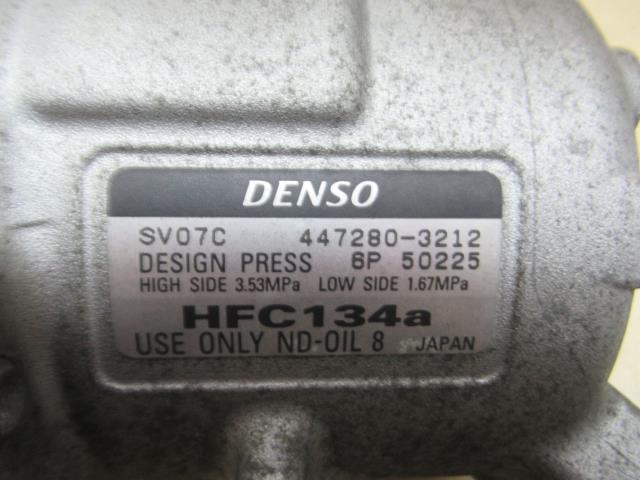 DENSO
SV07C 447280-3212
DESIGN PRESS 6P 50225
HIGH SIDE 3.53MPa LOW SIDE 1.67MPa
HFC134a
USE ONLY ND-OIL 8 JAPAN